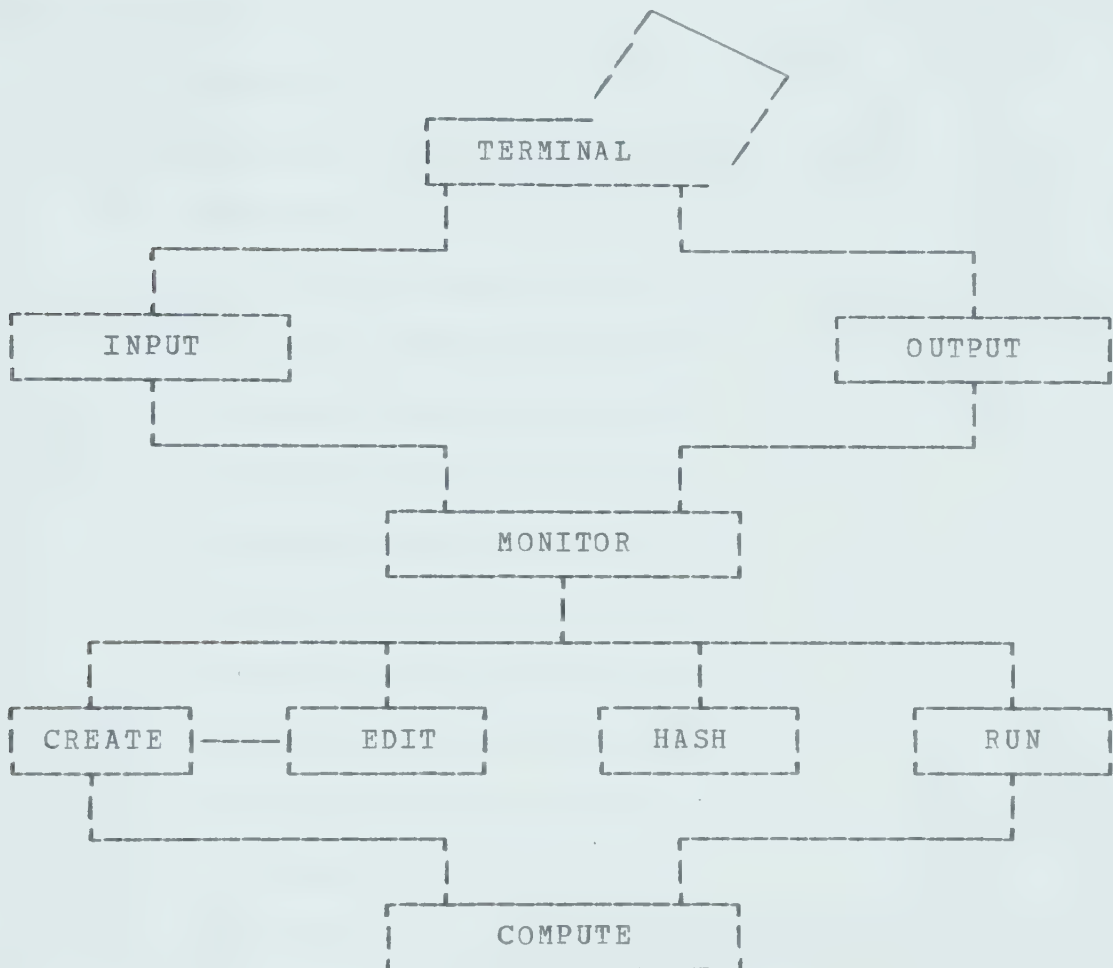 TERMINAL
INPUT OUTPUT
MONITOR
CREATE EDIT HASH RUN
COMPUTE